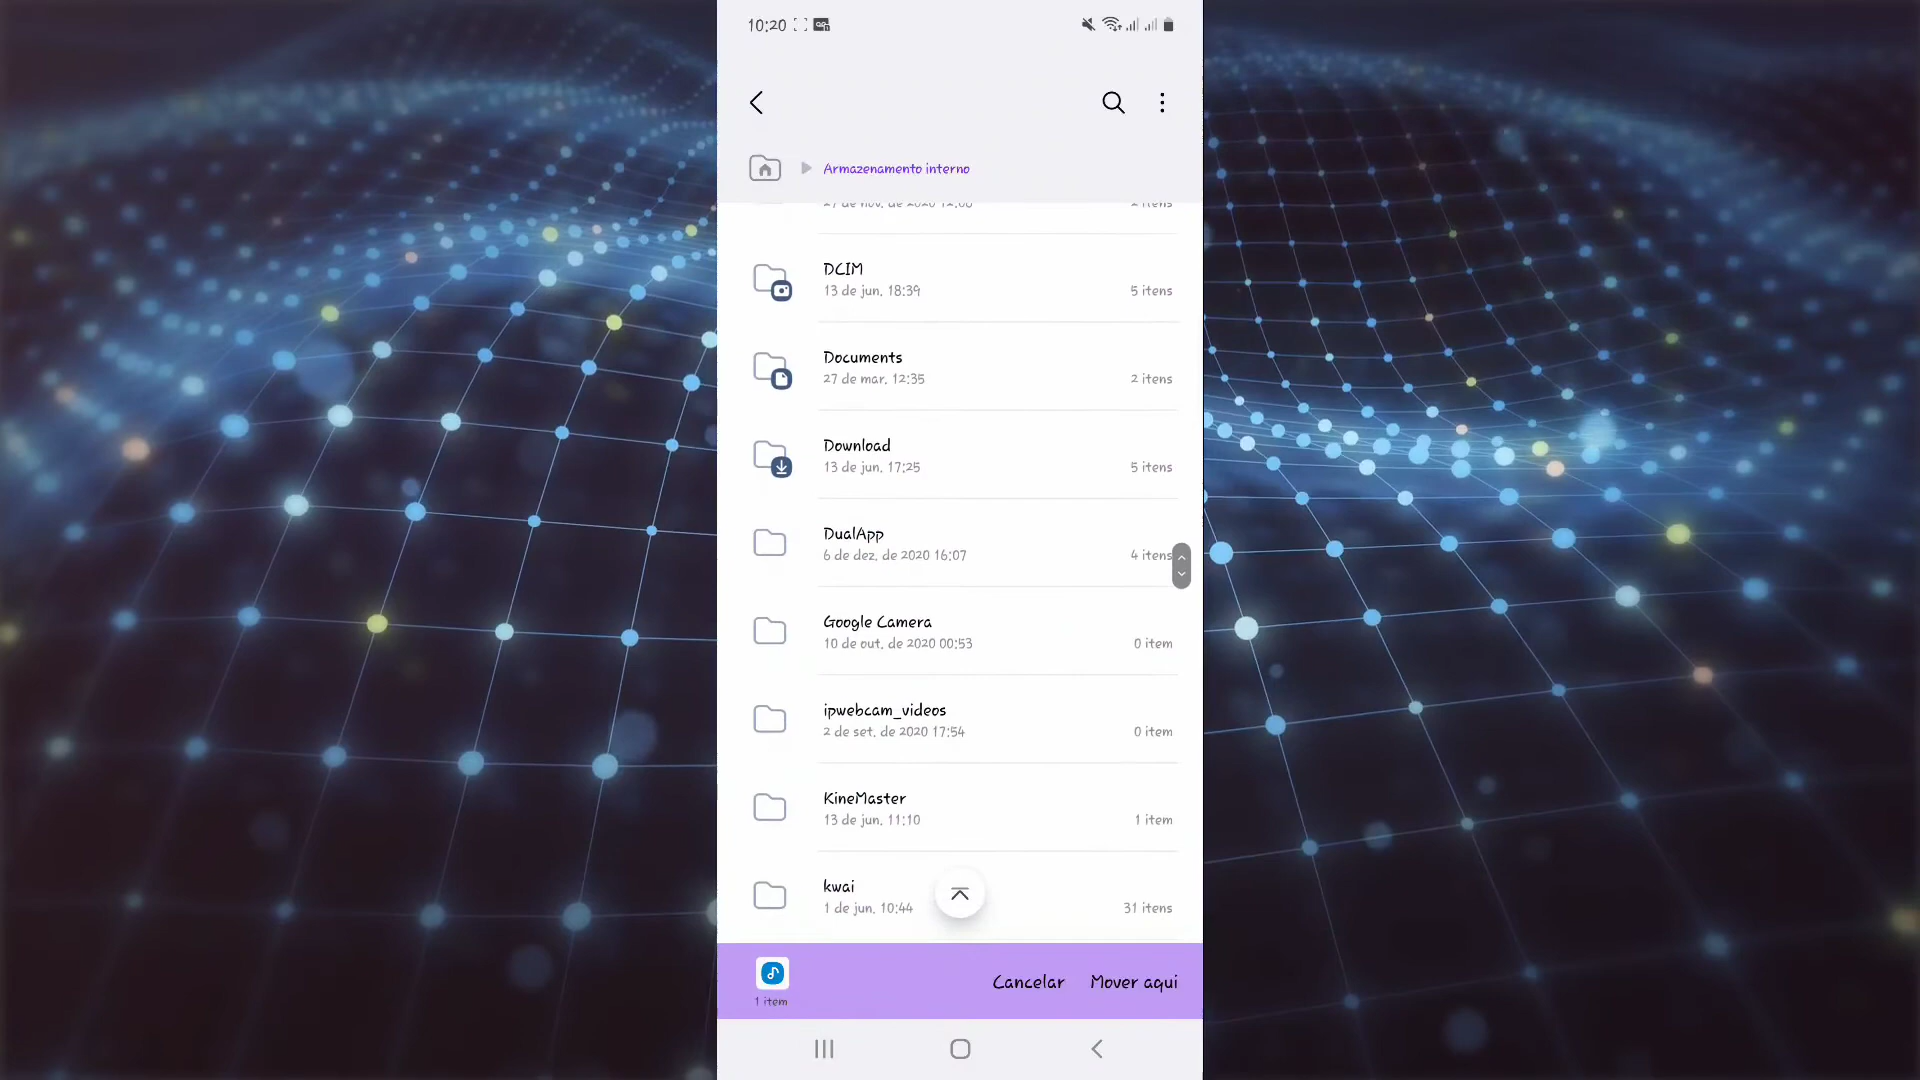 10:20
Armazenamento interno
27 de nov. de 2020 12:00 2 itens
DCIM
13 de jun. 18:39 5 itens
Documents
27 de mar. 12:35 2 itens
Download
13 de jun. 17:25 5 itens
DualApp
6 de dez. de 2020 16:07 4 itens
Google Camera
10 de out. de 2020 00:53 0 item
ipwebcam_videos
2 de set. de 2020 17:54 0 item
KineMaster
13 de jun. 11:10 1 item
kwai
1 de jun. 10:44 31 itens
1 item
Cancelar Mover aqui